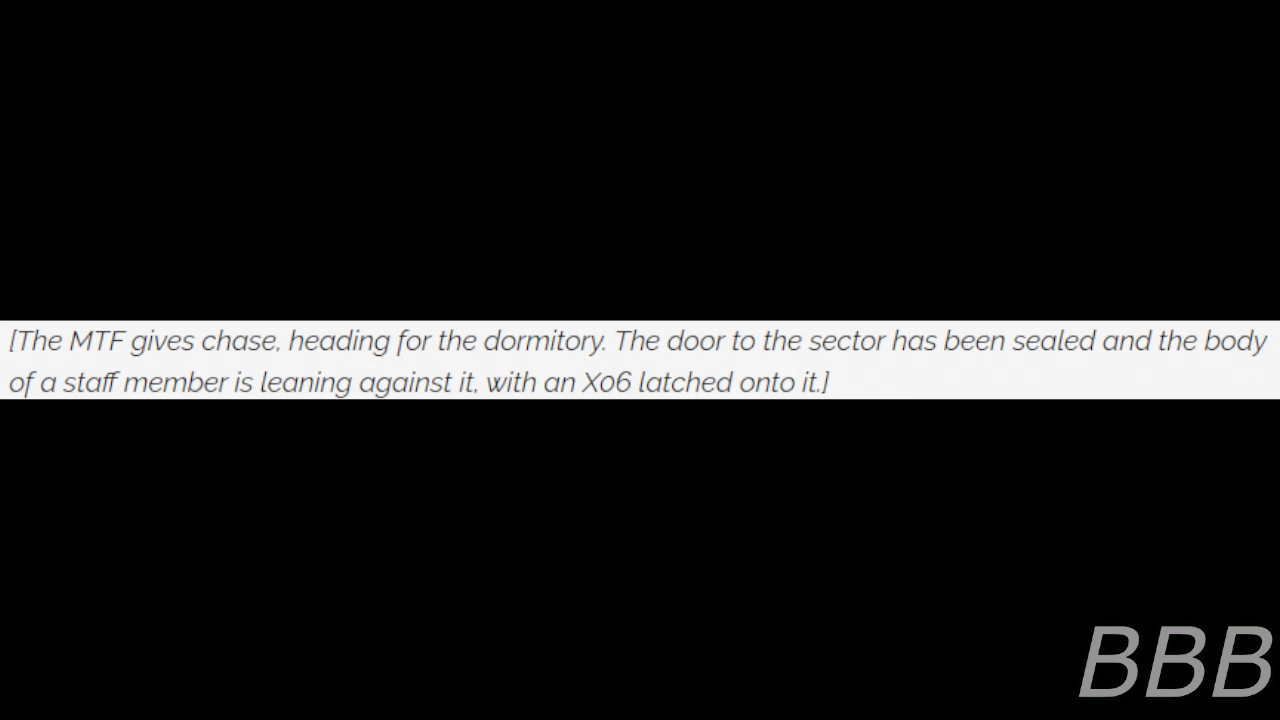 [The MTF gives chase, heading for the dormitory. The door to the sector has been sealed and the body
of a staff member is leaning against it, with an X06 latched onto it.]
BBB